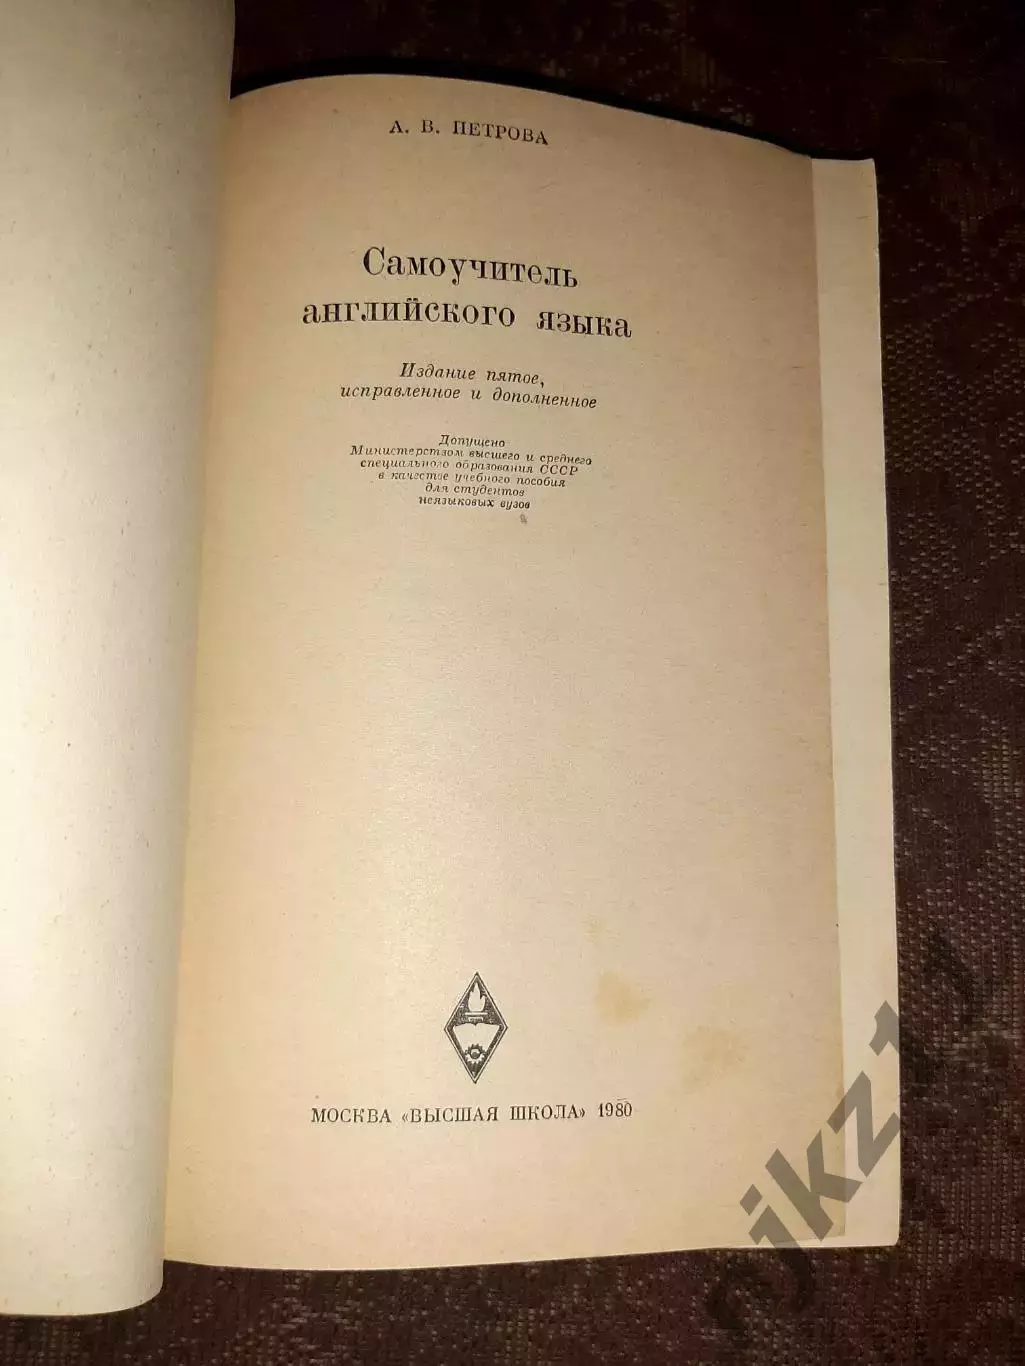 А. В. ПЕТРОВА
Самоучитель
английского языка
Издание пятое,
исправленное и дополненное
Допущено
Министерством высшего и среднего
специального образования СССР
в качестве учебного пособия
для студентов
неязыковых вузов
МОСКВА «ВЫСШАЯ ШКОЛА» 1980